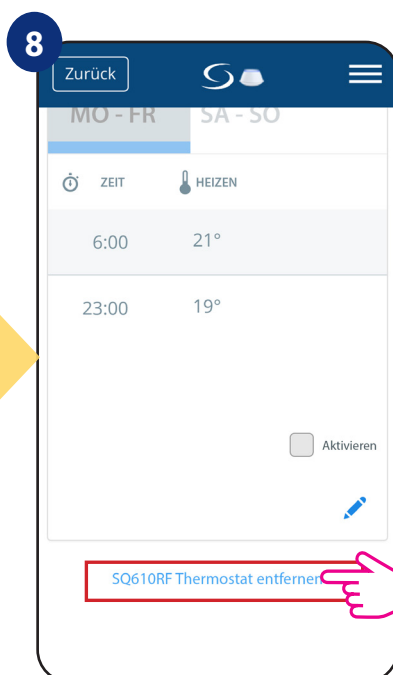 8
Zurück
MO - FR SA - SO
ZEIT HEIZEN
6:00 21°
23:00 19°
Aktivieren
SQ610RF Thermostat entfernen